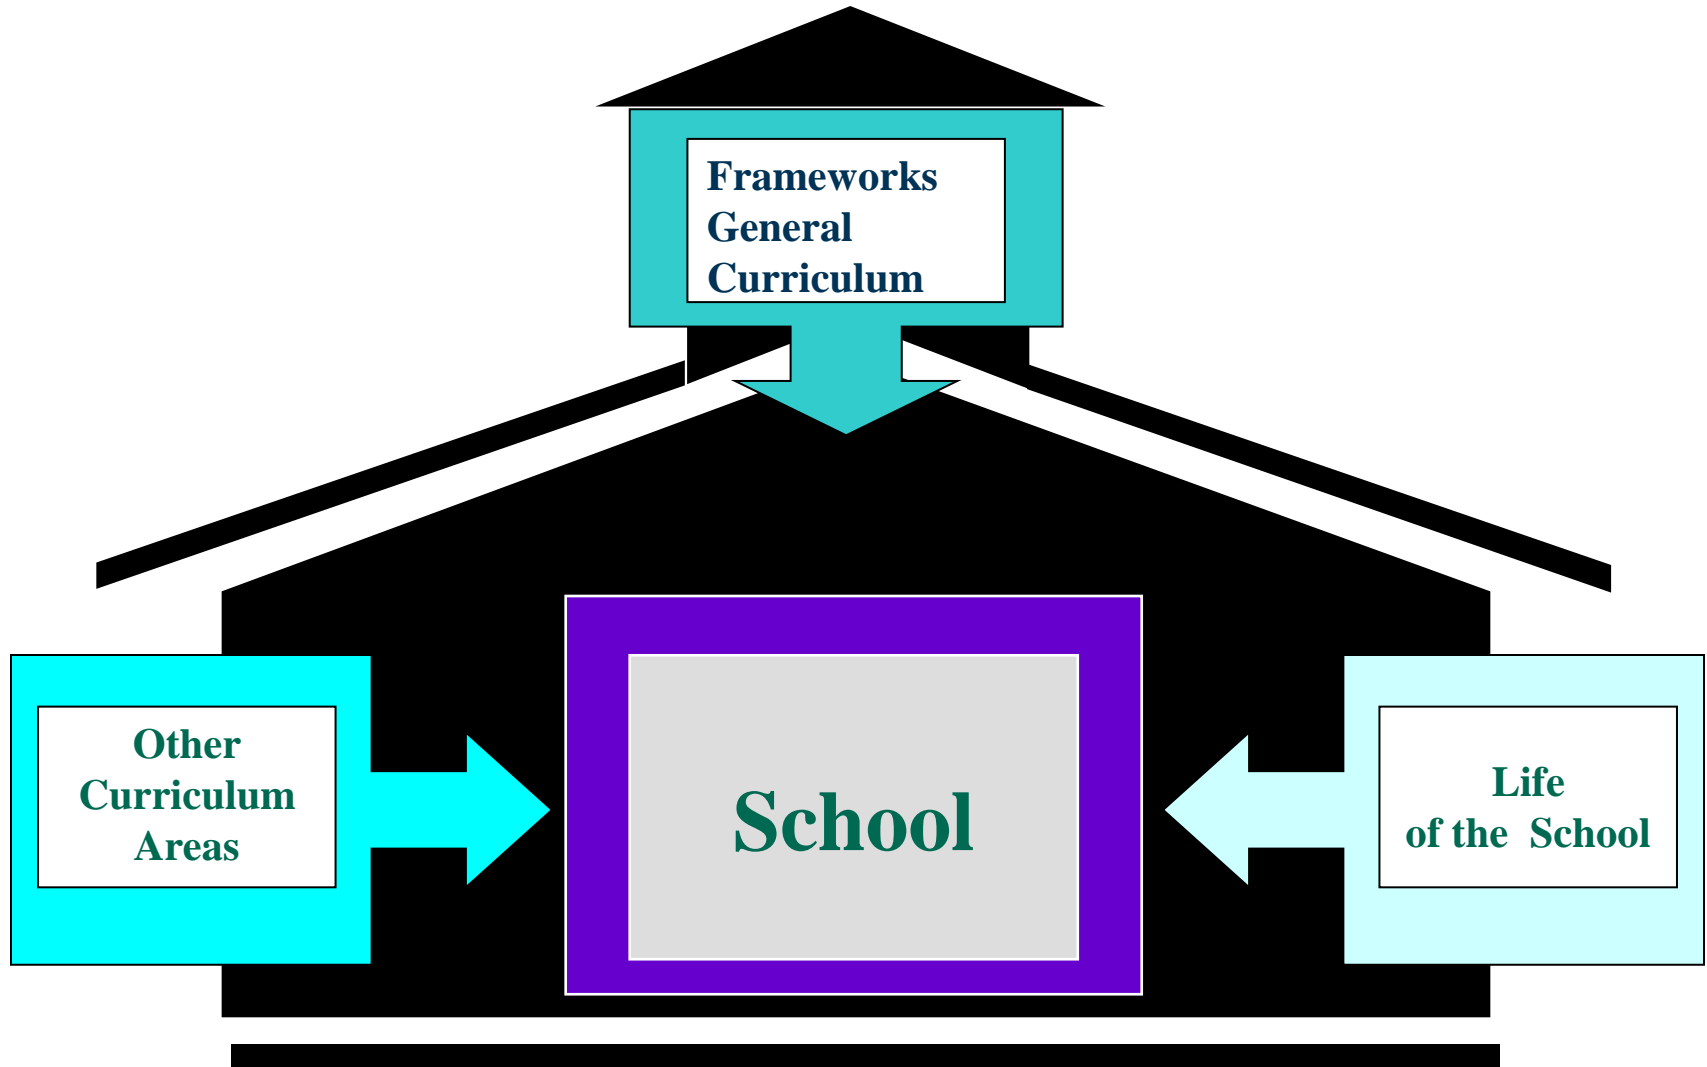 Frameworks
General
Curriculum
Other
Curriculum
Areas
School
Life
of the  School